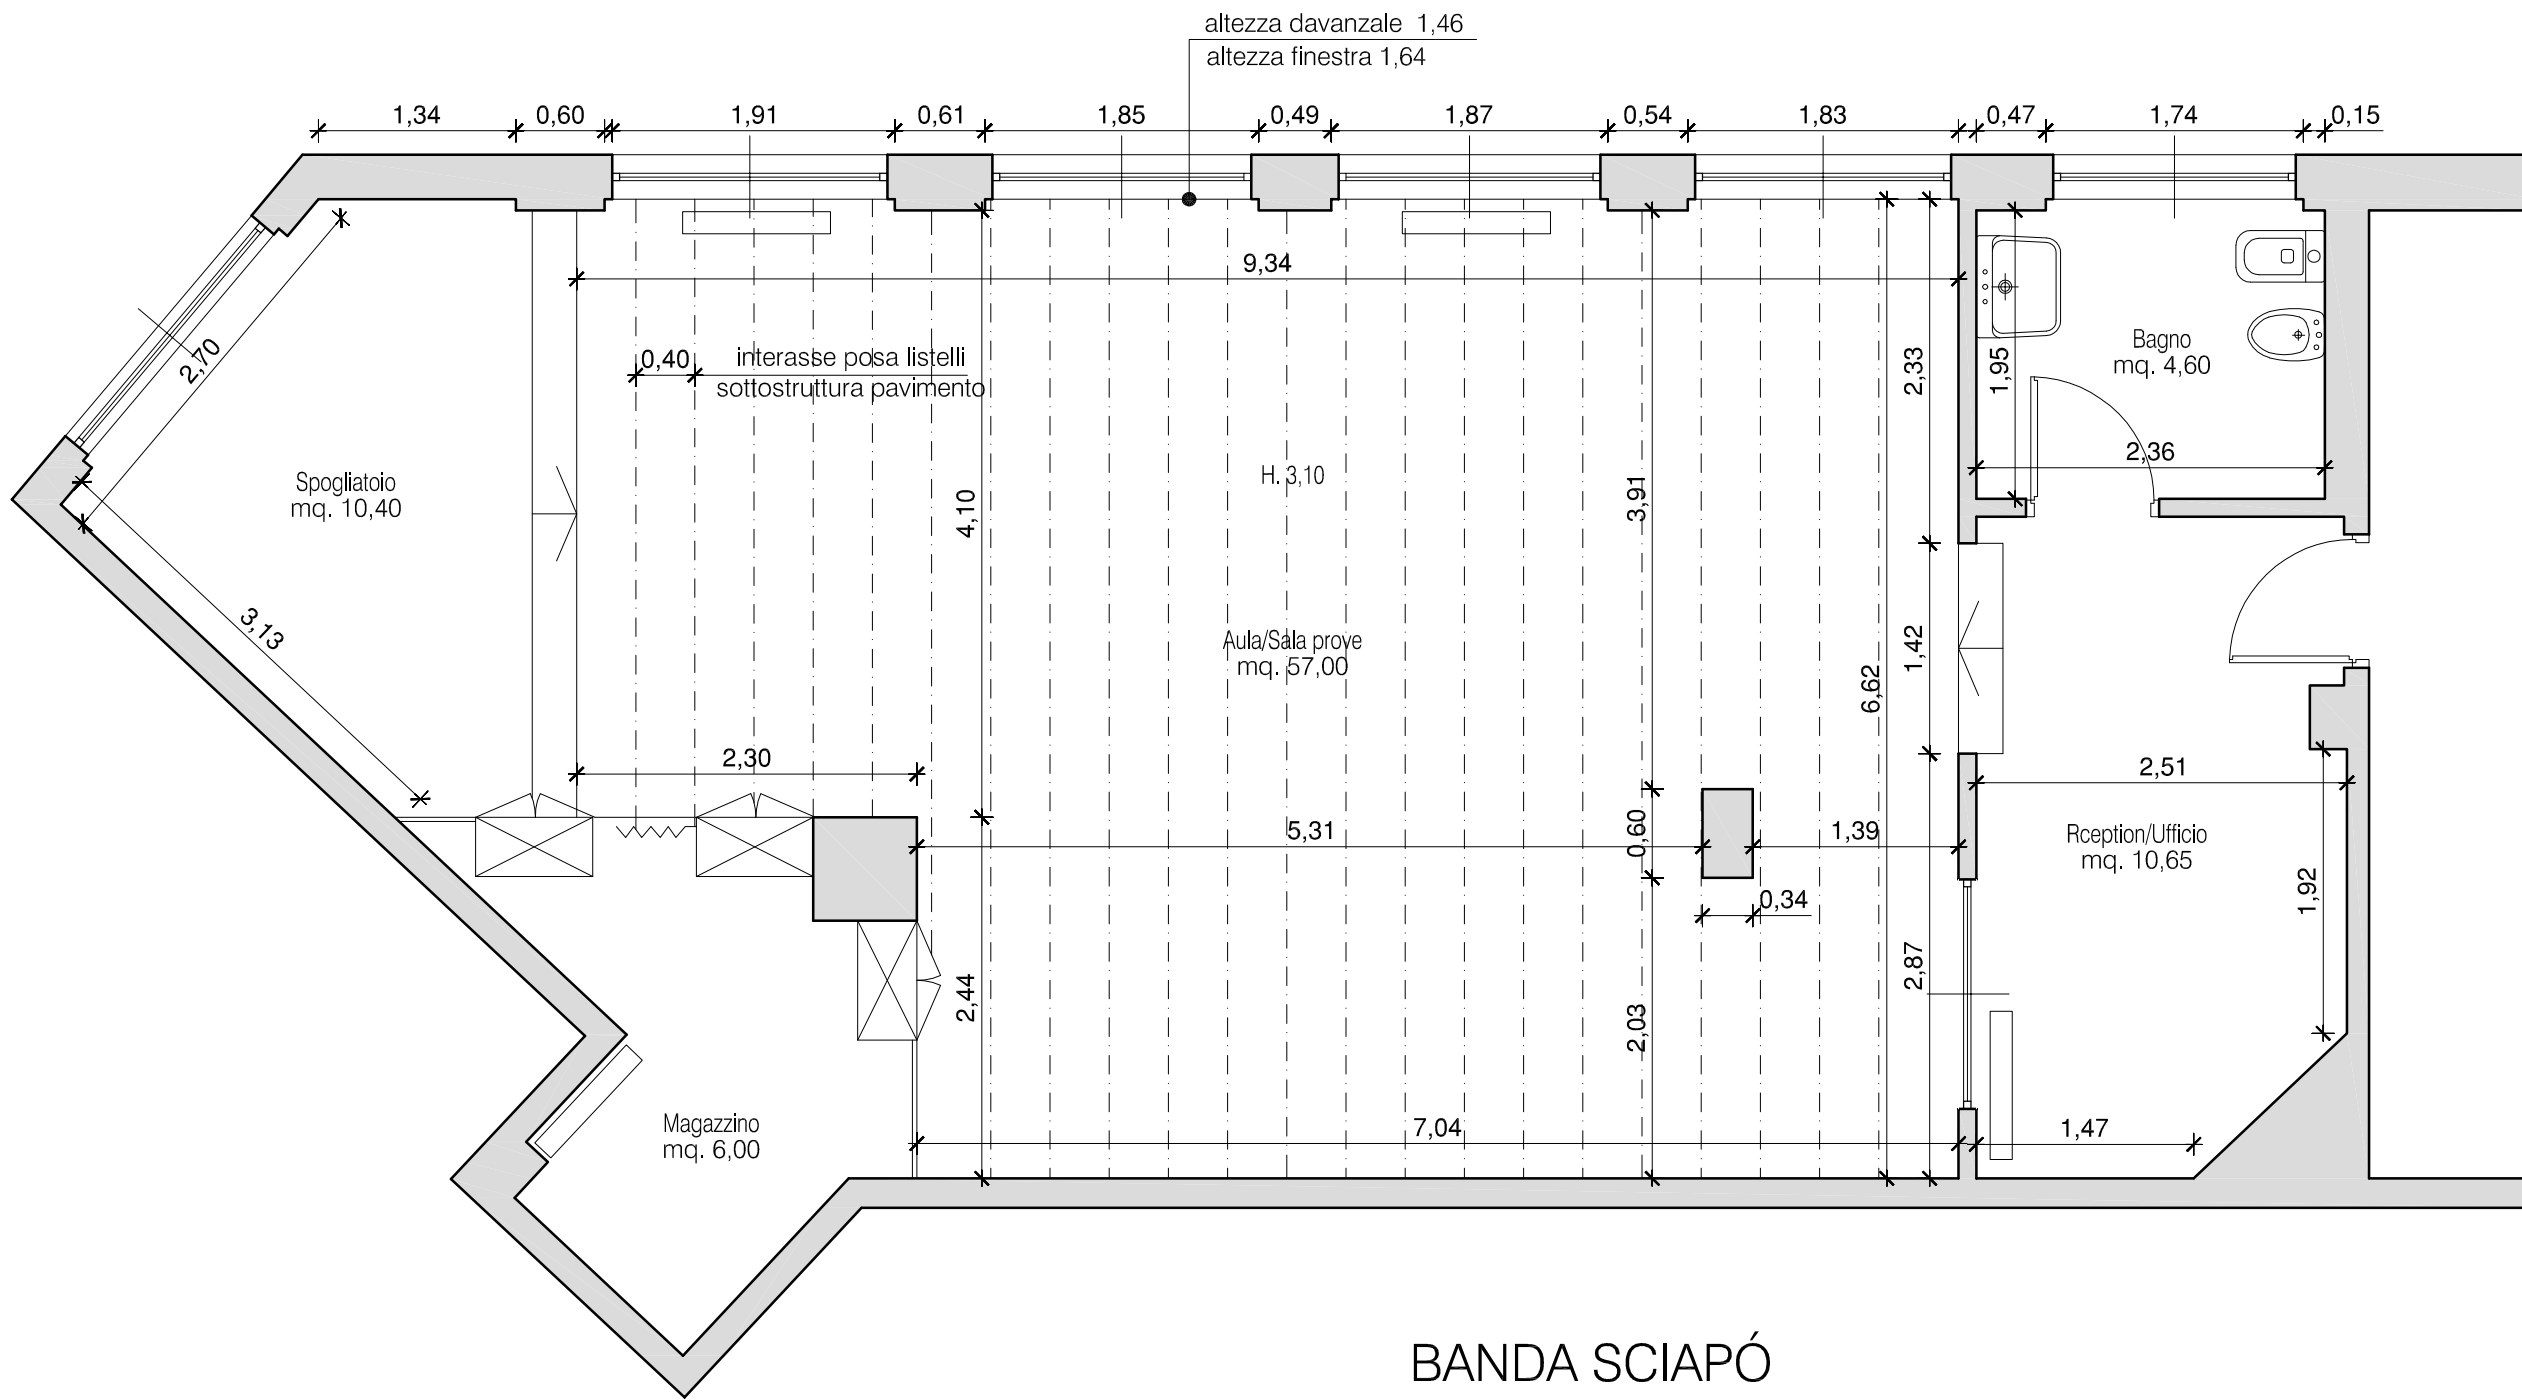 altezza davanzale 1,46
altezza finestra 1,64
1,34
0,60
1,91
0,61
1,85
0,49
1,87
0,54
1,83
0,47
1,74
0,15
9,34
2,70
0,40
interasse posa listelli
sottostruttura pavimento
2,33
1,95
Bagno
mq. 4,60
2,36
Spogliatoio
mq. 10,40
H. 3,10
4,10
3,91
3,13
Aula/Sala prove
mq. 57,00
1,42
6,62
2,30
2,51
5,31
0,60
1,39
Rception/Ufficio
mq. 10,65
0,34
1,92
2,44
2,87
2,03
Magazzino
mq. 6,00
7,04
1,47
BANDA SCIAPÓ